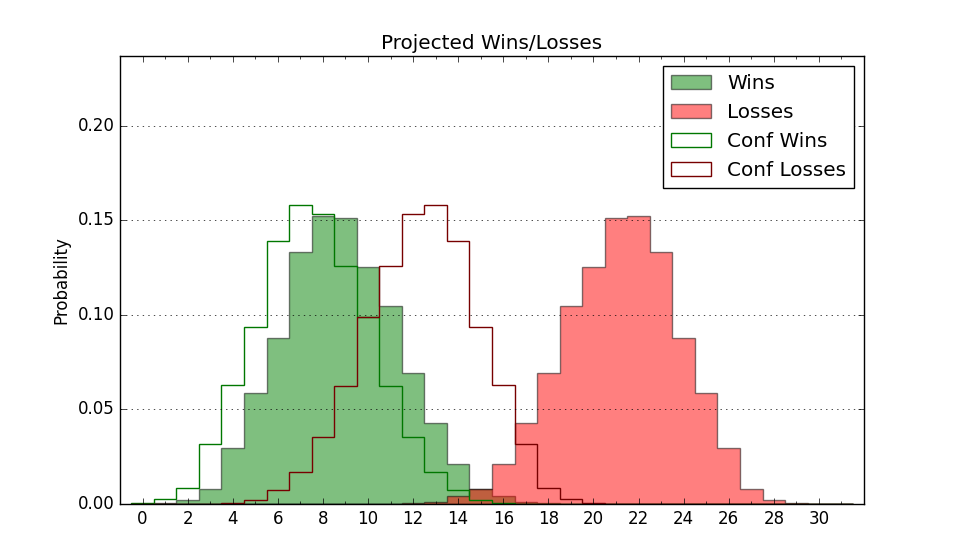 Projected Wins/Losses
Wins
Losses
Conf Wins
Conf Losses
Probability
0.20
0.15
0.10
0.05
0.00
0 2 4 6 8 10 12 14 16 18 20 22 24 26 28 30